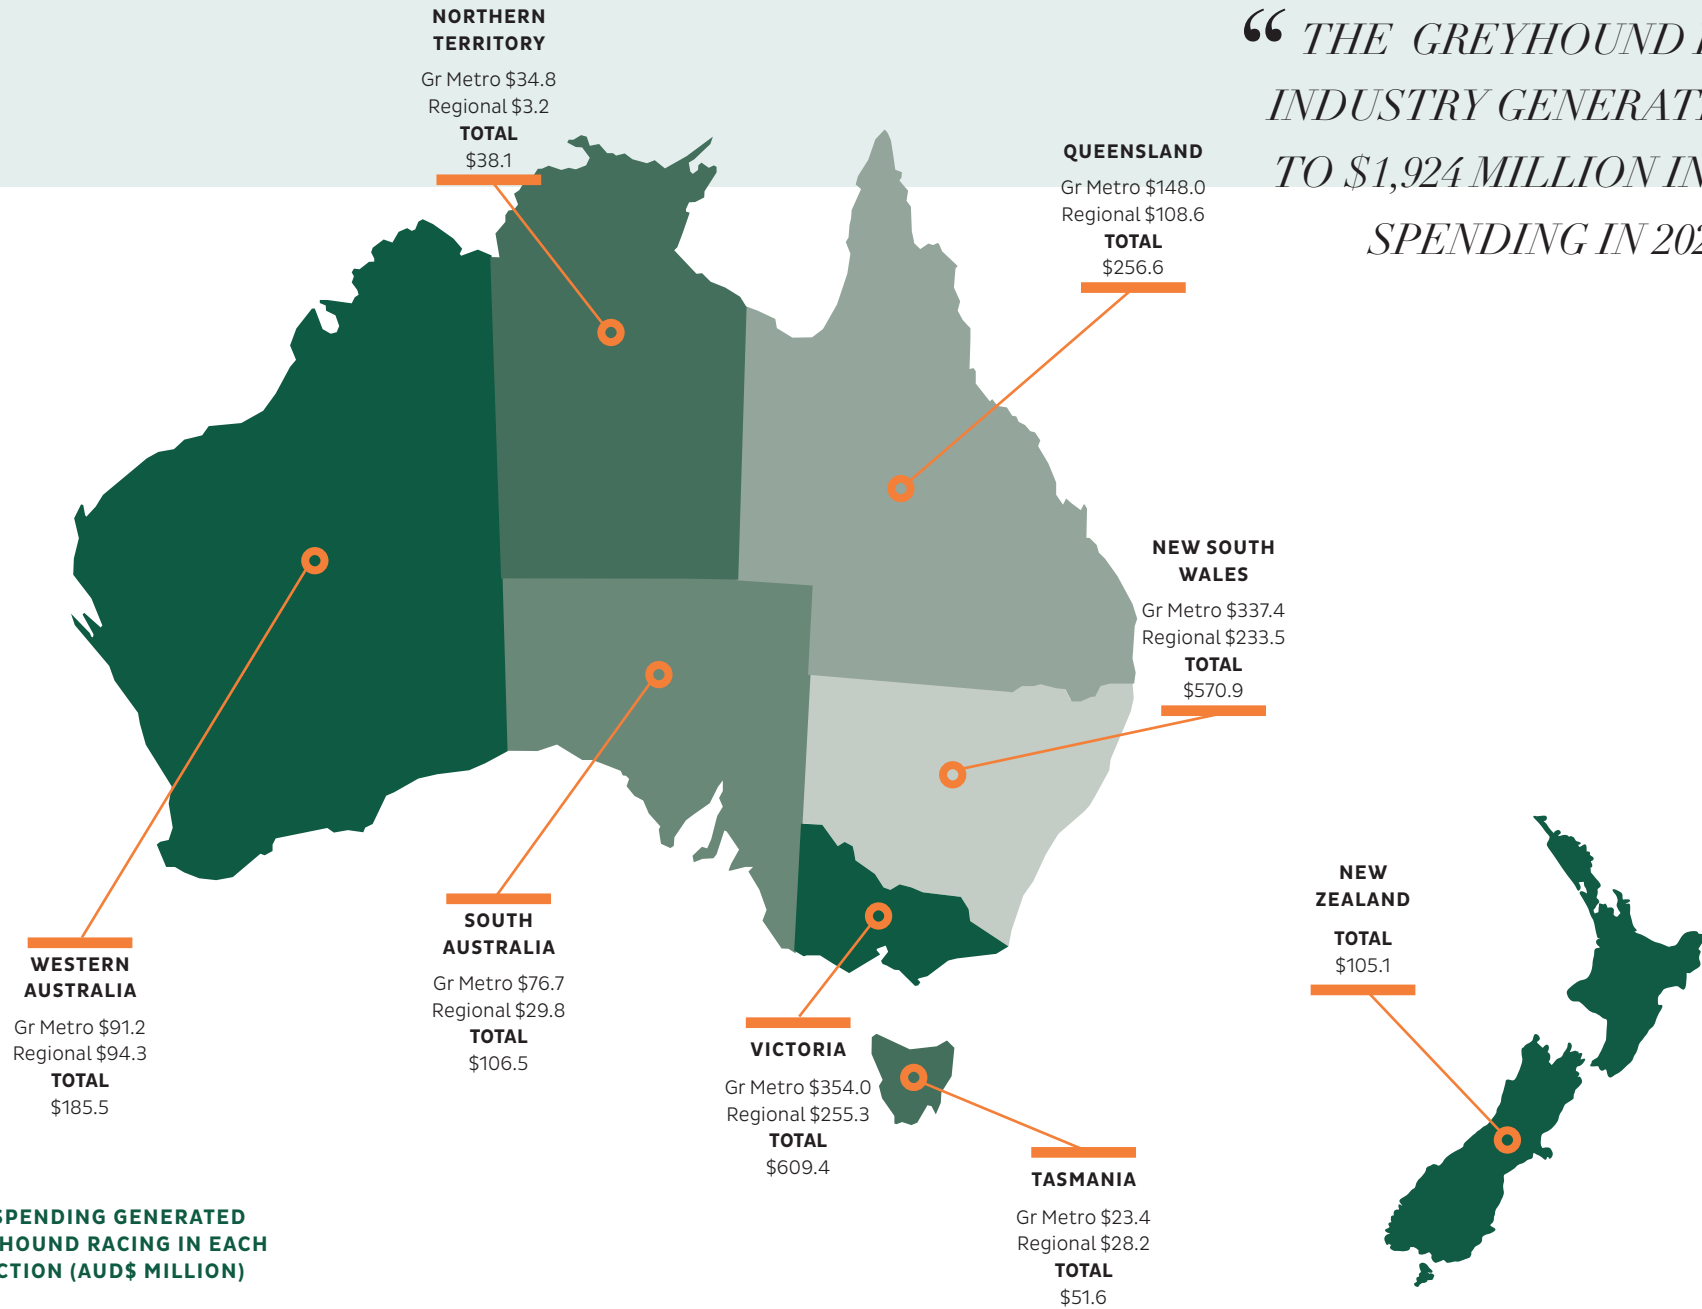 NORTHERN
TERRITORY
Gr Metro $34.8
Regional $3.2
TOTAL
$38.1
“ THE GREYHOUND
INDUSTRY GENERAT
TO $1,924 MILLION IN
SPENDING IN 202
QUEENSLAND
Gr Metro $148.0
Regional $108.6
TOTAL
$256.6
NEW SOUTH
WALES
Gr Metro $337.4
Regional $233.5
TOTAL
$570.9
NEW
ZEALAND
TOTAL
$105.1
WESTERN
AUSTRALIA
Gr Metro $91.2
Regional $94.3
TOTAL
$185.5
SOUTH
AUSTRALIA
Gr Metro $76.7
Regional $29.8
TOTAL
$106.5
VICTORIA
Gr Metro $354.0
Regional $255.3
TOTAL
$609.4
TASMANIA
Gr Metro $23.4
Regional $28.2
TOTAL
$51.6
SPENDING GENERATED
HOUND RACING IN EACH
CTION (AUD$ MILLION)